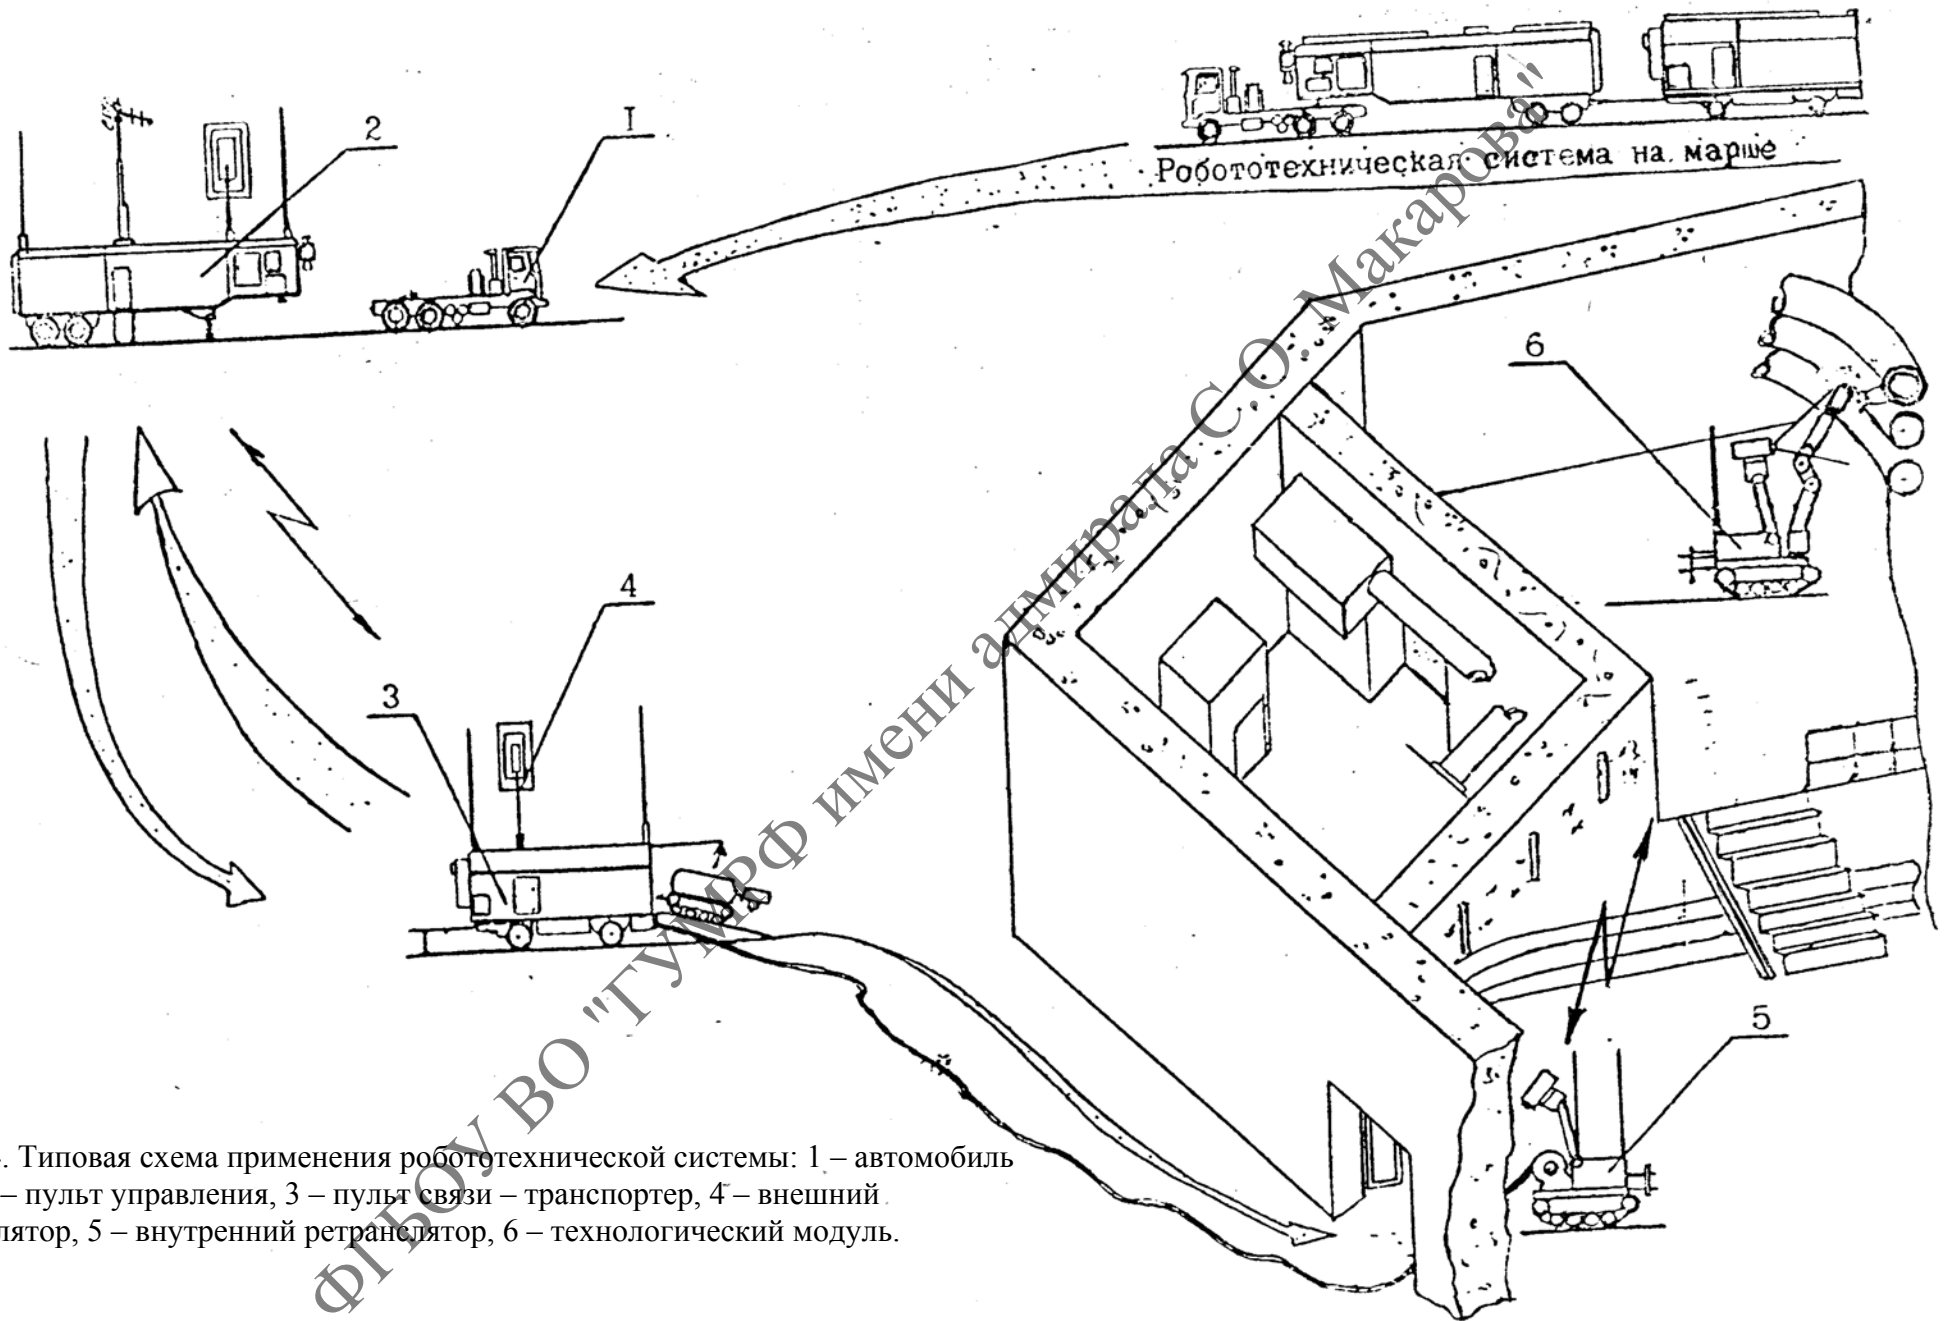 Робототехническая система на марше
I
2
6
4
3
5
. Типовая схема применения робототехнической системы: 1 – автомобиль
– пульт управления, 3 – пульт связи – транспортер, 4 – внешний
лятор, 5 – внутренний ретранслятор, 6 – технологический модуль.
ФГБОУ ВО "ГУМРФ имени адмирала С.О. Макарова"